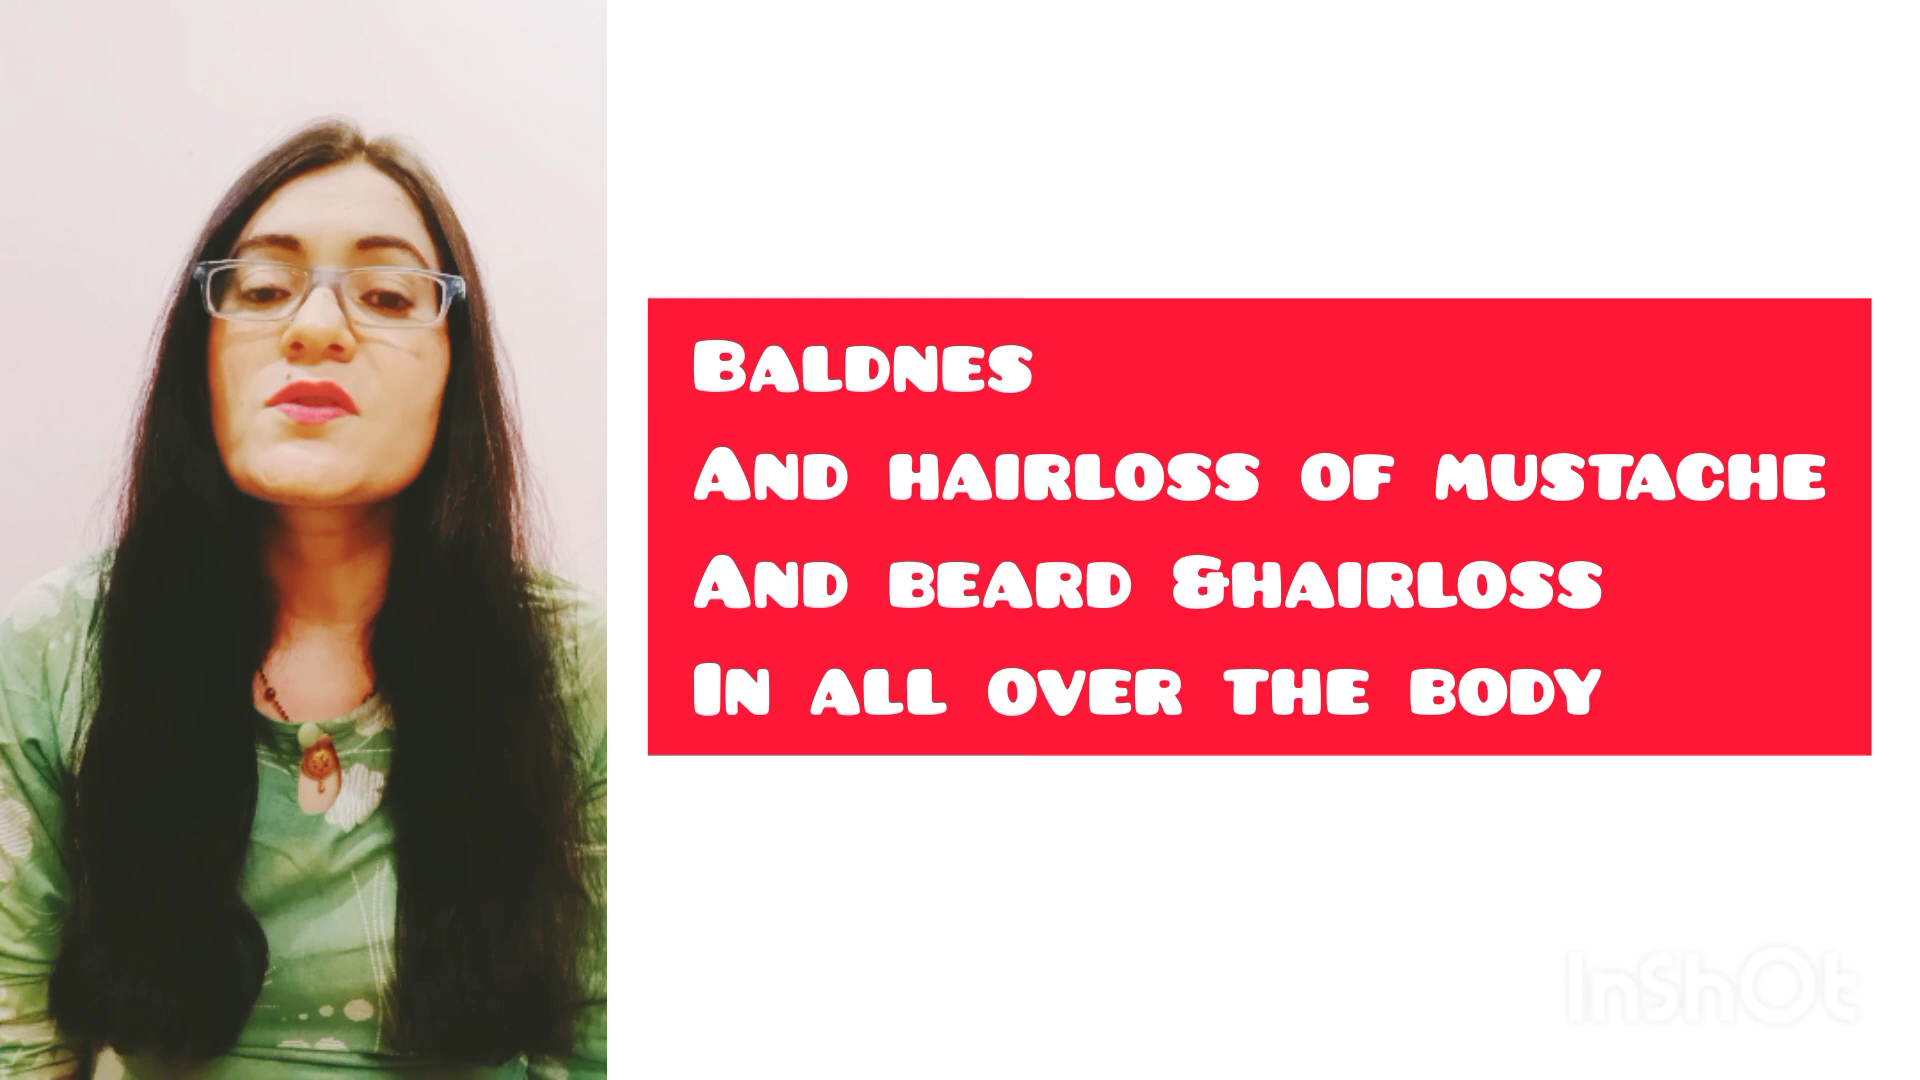 Baldnes
And hairloss of mustache
And beard &hairloss
In all over the body
InShOt